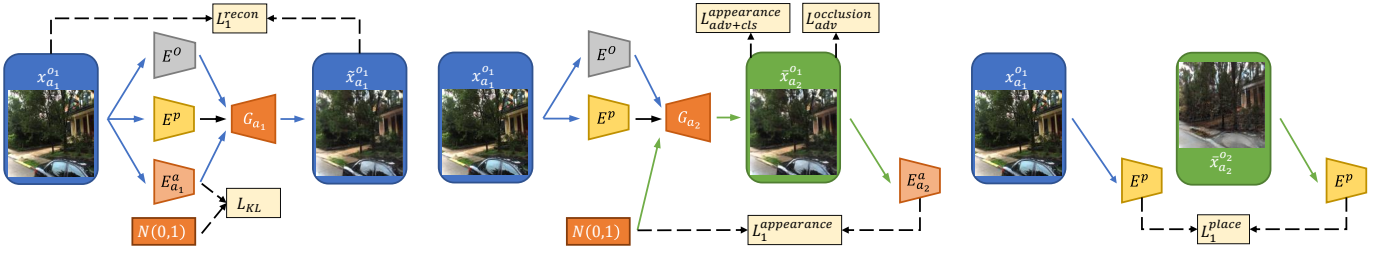 L_1^{recon}
x_{a_1}^{o_1}
E^O
E^p
E_{a_1}^a
N(0,1)
L_{KL}
G_{a_1}
x̃_{a_1}^{o_1}
x_{a_1}^{o_1}
E^O
E^p
N(0,1)
G_{a_2}
L_{adv+cls}^{appearance}
L_{adv}^{occlusion}
x̄_{a_2}^{o_1}
E_{a_2}^a
L_1^{appearance}
x_{a_1}^{o_1}
E^p
x̄_{a_2}^{o_2}
E^p
L_1^{place}